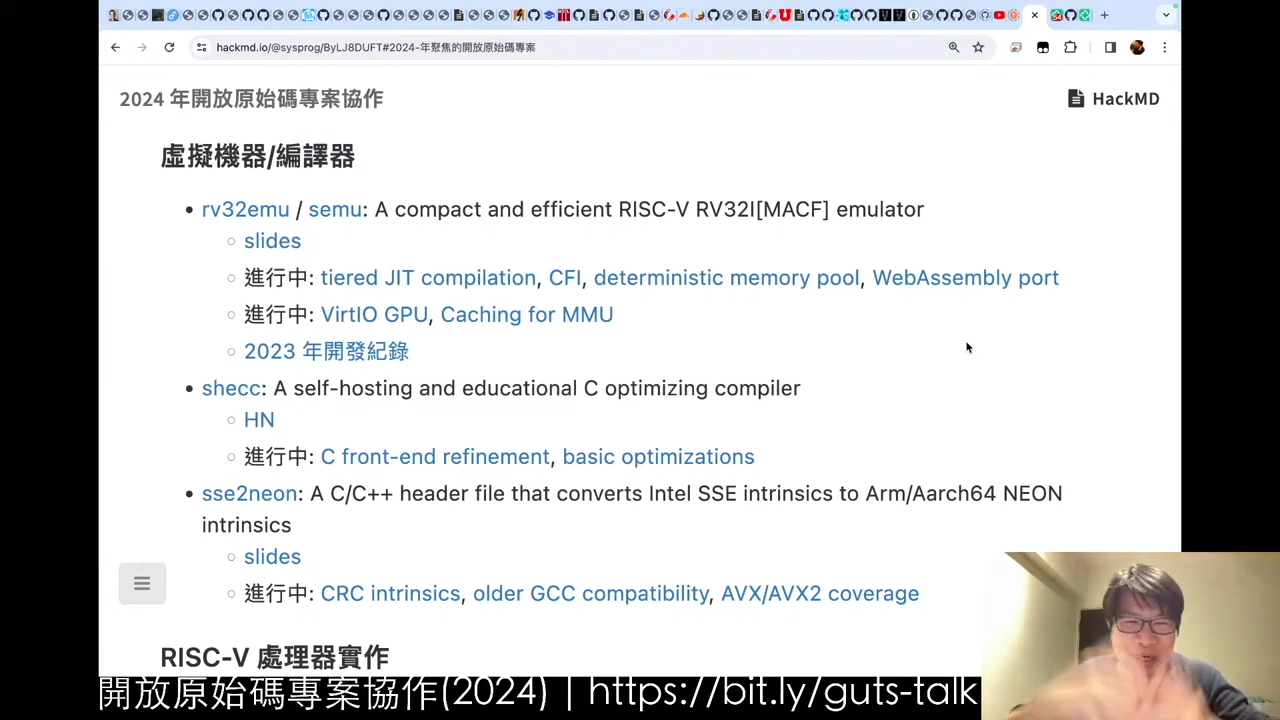 hackmd.io/@sysprog/ByLJ8DUFT#2024-年聚焦的開放原始碼專案
2024 年開放原始碼專案協作
HackMD
虛擬機器/編譯器
• rv32emu / semu: A compact and efficient RISC-V RV32I[MACF] emulator
◦ slides
◦ 進行中: tiered JIT compilation, CFI, deterministic memory pool, WebAssembly port
◦ 進行中: VirtIO GPU, Caching for MMU
◦ 2023 年開發紀錄
• shecc: A self-hosting and educational C optimizing compiler
◦ HN
◦ 進行中: C front-end refinement, basic optimizations
• sse2neon: A C/C++ header file that converts Intel SSE intrinsics to Arm/Aarch64 NEON
intrinsics
◦ slides
◦ 進行中: CRC intrinsics, older GCC compatibility, AVX/AVX2 coverage
RISC-V 處理器實作
開放原始碼專案協作(2024) | https://bit.ly/guts-talk